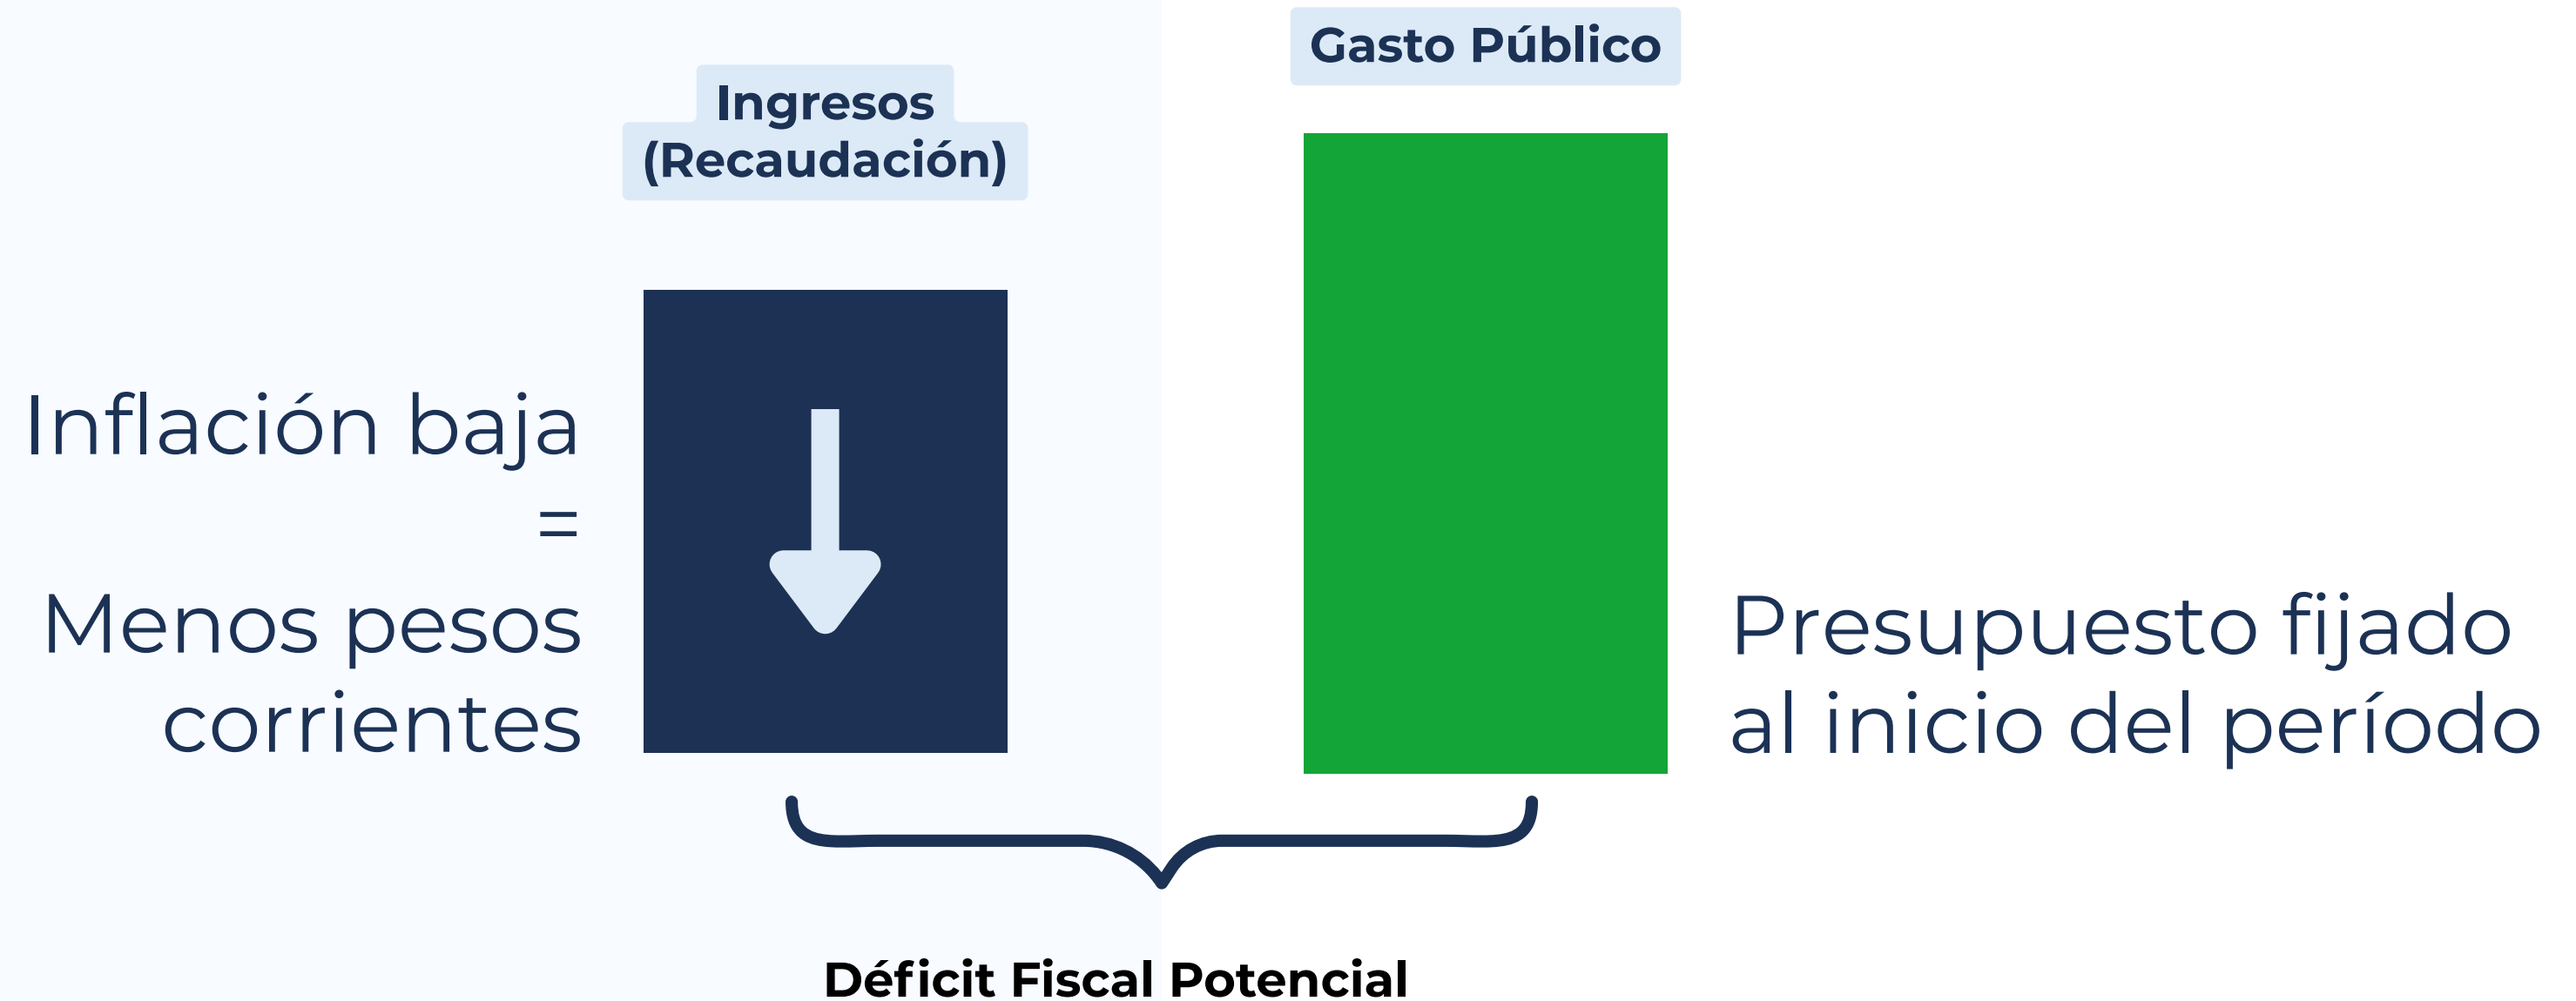 Gasto Público
Ingresos
(Recaudación)
Inflación baja
=
Menos pesos
corrientes
Presupuesto fijado
al inicio del período
Déficit Fiscal Potencial